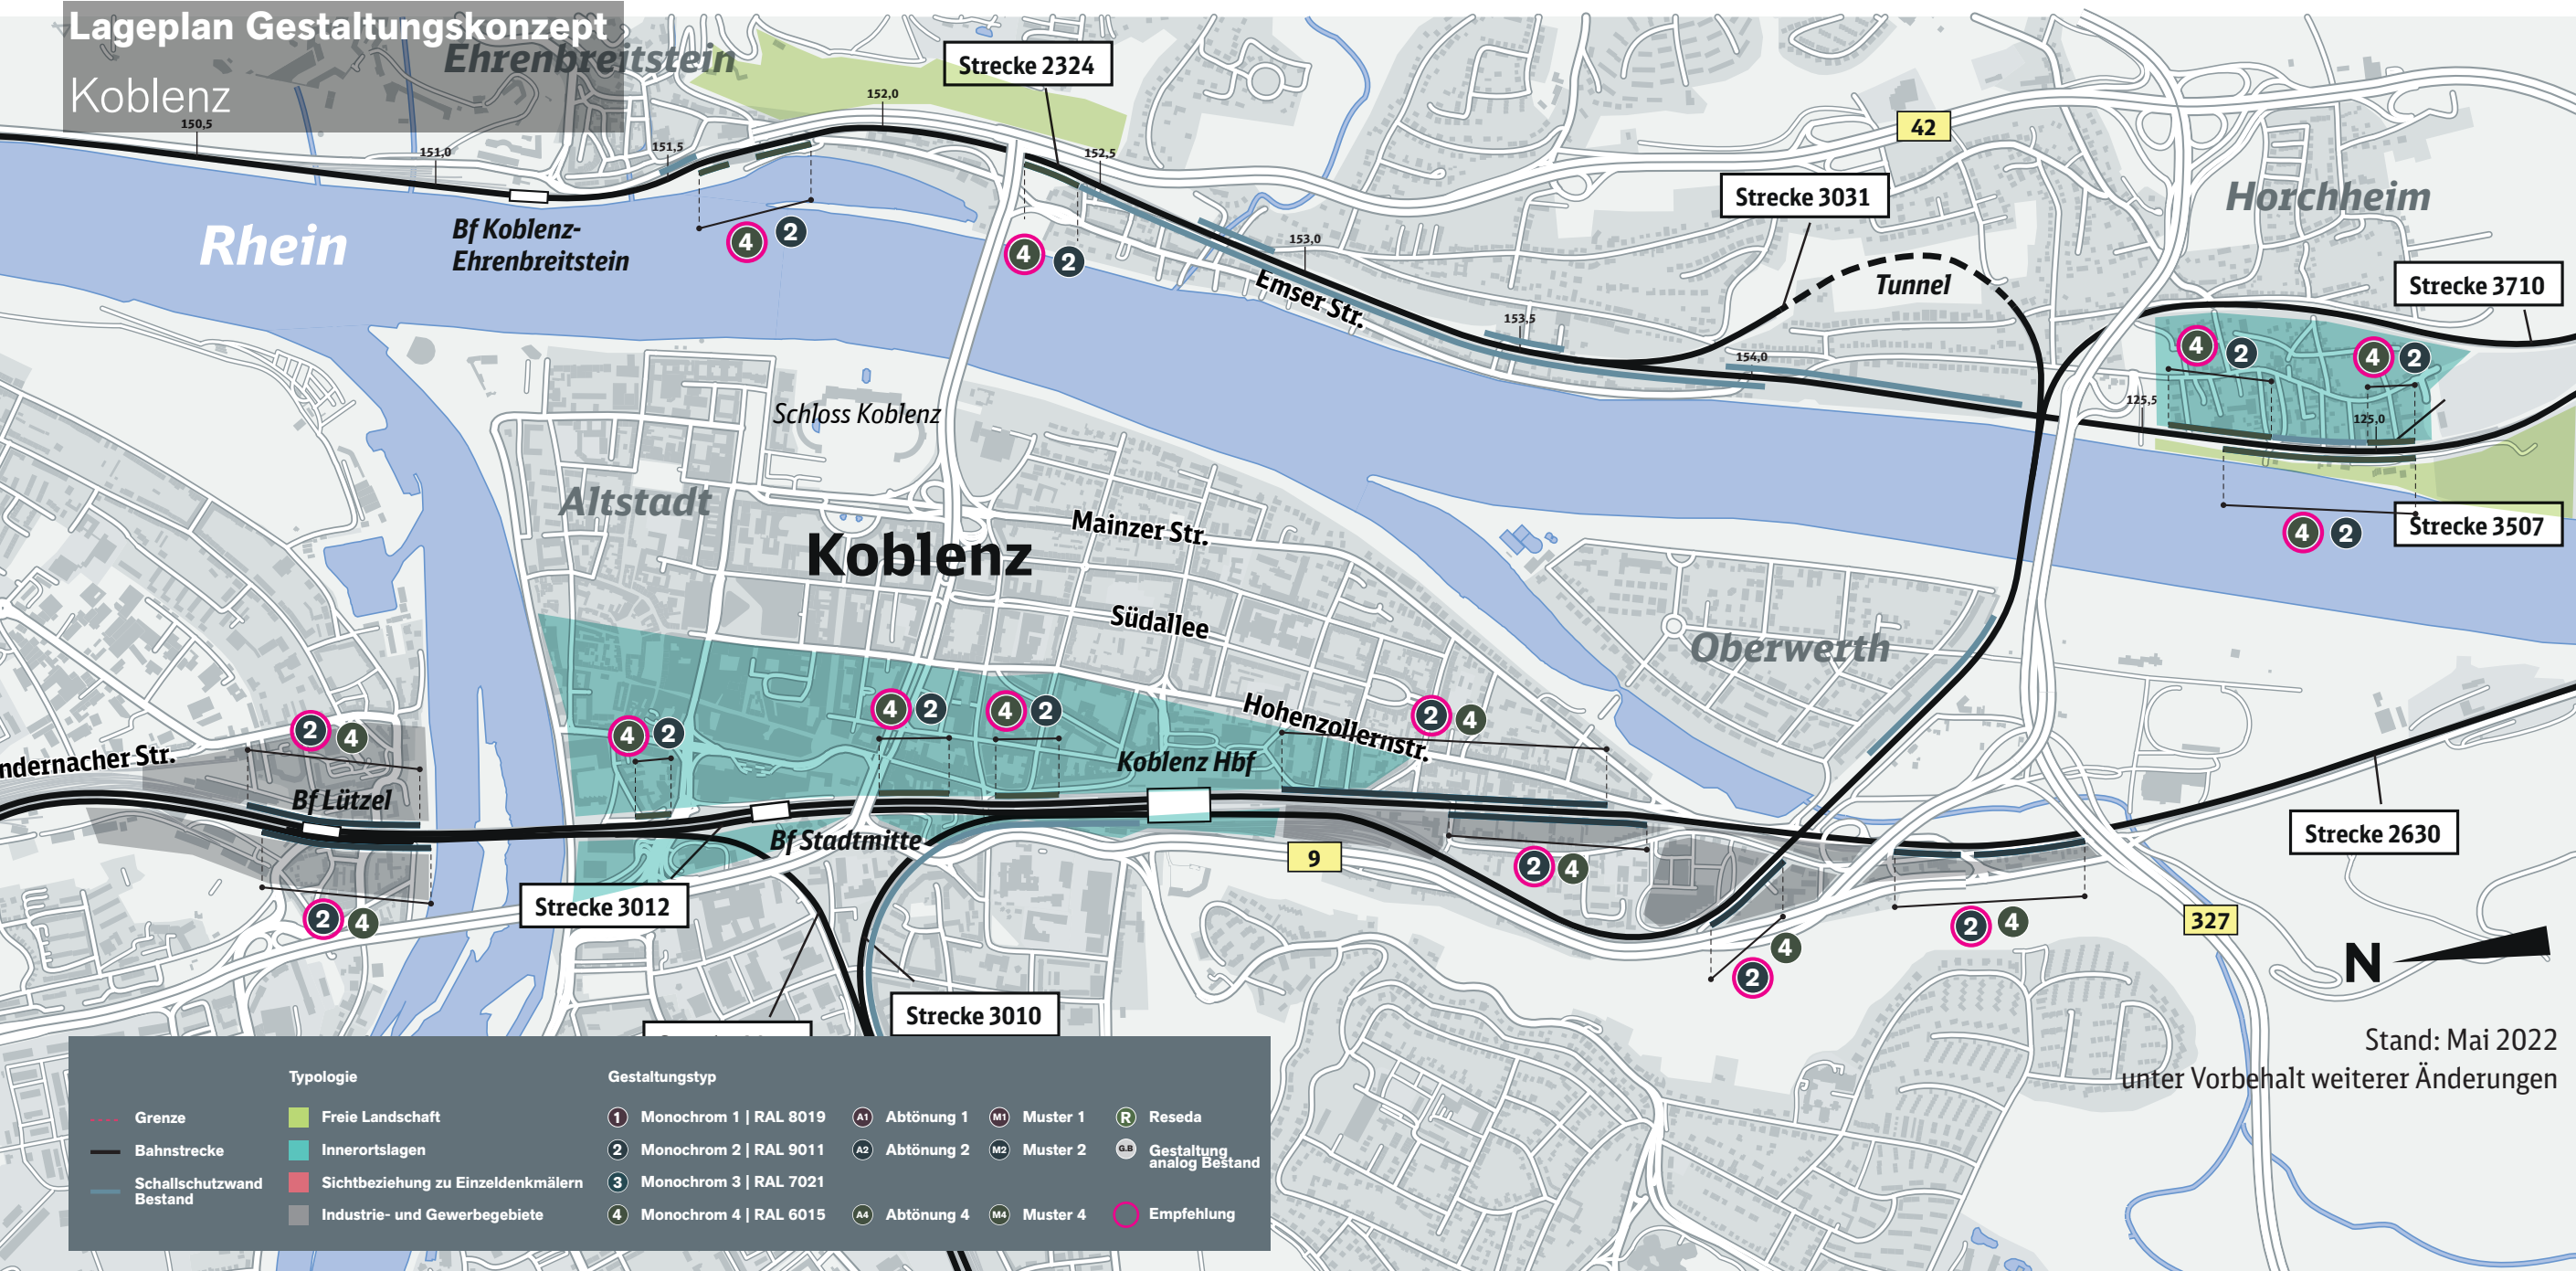 Lageplan Gestaltungskonzept
Koblenz
Ehrenbreitstein
Strecke 2324
150,5
151,0
151,5
152,0
152,5
42
Strecke 3031
Horchheim
Rhein
Bf Koblenz-
Ehrenbreitstein
4 2
4 2
153,0
Emser Str.
153,5
154,0
Tunnel
Strecke 3710
4 2
4 2
125,5
125,0
4 2
Strecke 3507
Schloss Koblenz
Altstadt
Koblenz
Mainzer Str.
Südallee
Oberwerth
Hohenzollernstr.
2 4
4 2
4 2
4 2
2 4
ndernacher Str.
Bf Lützel
2 4
Koblenz Hbf
Bf Stadtmitte
9
2 4
2 4
2 4
Strecke 2630
327
Strecke 3012
Strecke 3010
N
Stand: Mai 2022
unter Vorbehalt weiterer Änderungen
Grenze
Bahnstrecke
Schallschutzwand
Bestand
Typologie
Freie Landschaft
Innerortslagen
Sichtbeziehung zu Einzeldenkmälern
Industrie- und Gewerbegebiete
Gestaltungstyp
1 Monochrom 1 | RAL 8019
2 Monochrom 2 | RAL 9011
3 Monochrom 3 | RAL 7021
4 Monochrom 4 | RAL 6015
A1 Abtönung 1
A2 Abtönung 2
A4 Abtönung 4
M1 Muster 1
M2 Muster 2
M4 Muster 4
R Reseda
G.B Gestaltung
analog Bestand
Empfehlung